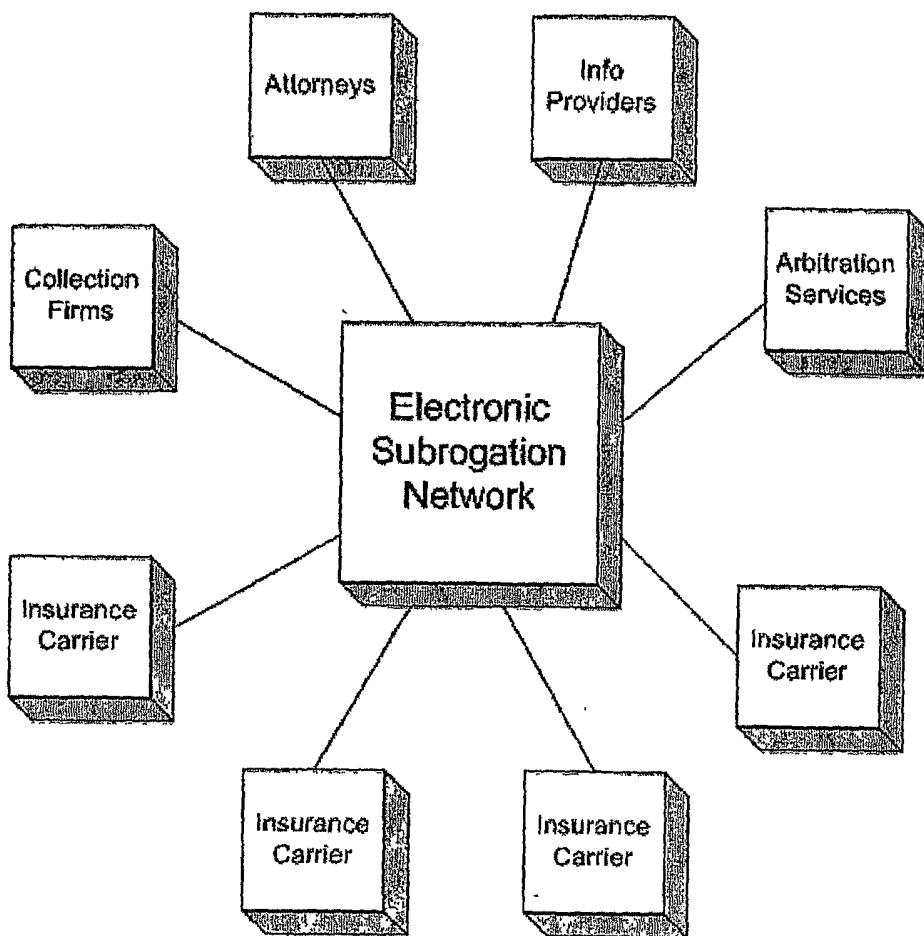 Attorneys
Info
Providers
Collection
Firms
Arbitration
Services
Electronic
Subrogation
Network
Insurance
Carrier
Insurance
Carrier
Insurance
Carrier
Insurance
Carrier